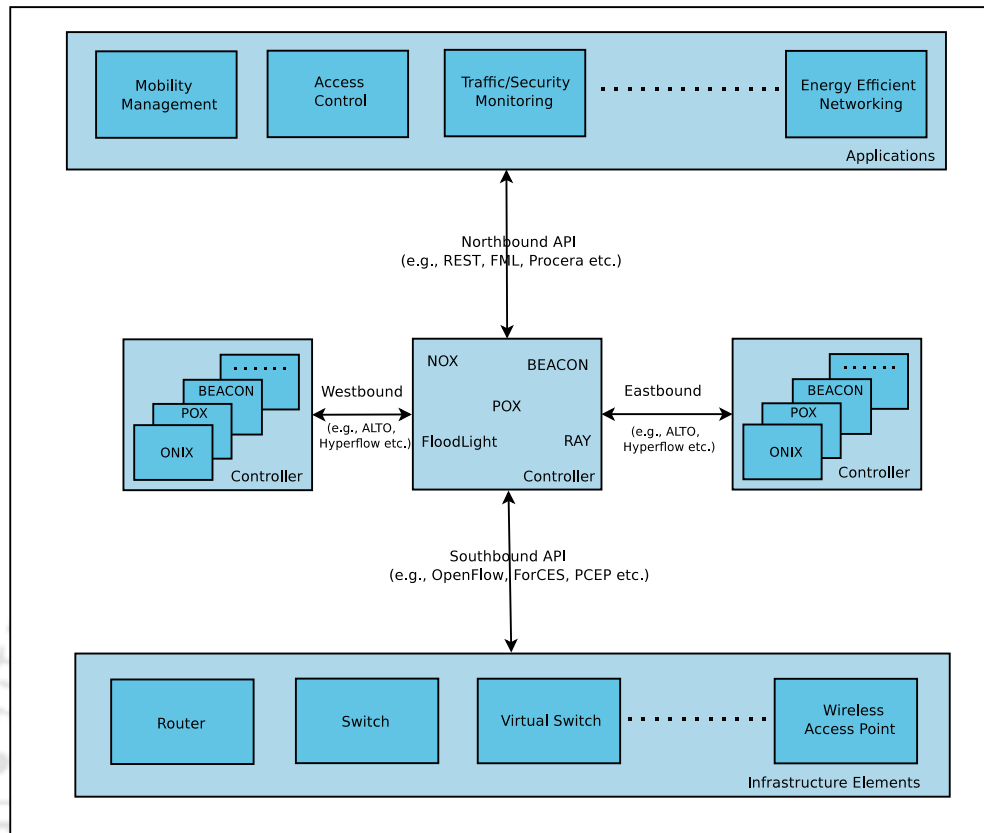 Mobility
Management
Access
Control
Traffic/Security
Monitoring
Energy Efficient
Networking
Applications
Northbound API
(e.g., REST, FML, Procera etc.)
BEACON
POX
ONIX
Controller
Westbound
(e.g., ALTO,
Hyperflow etc.)
NOX
BEACON
POX
FloodLight
RAY
Controller
Eastbound
(e.g., ALTO,
Hyperflow etc.)
BEACON
POX
ONIX
Controller
Southbound API
(e.g., OpenFlow, ForCES, PCEP etc.)
Router
Switch
Virtual Switch
Wireless
Access Point
Infrastructure Elements